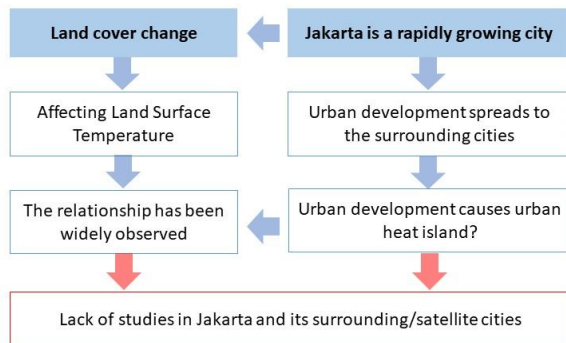 Land cover change
Jakarta is a rapidly growing city
Affecting Land Surface
Temperature
Urban development spreads to
the surrounding cities
The relationship has been
widely observed
Urban development causes urban
heat island?
Lack of studies in Jakarta and its surrounding/satellite cities